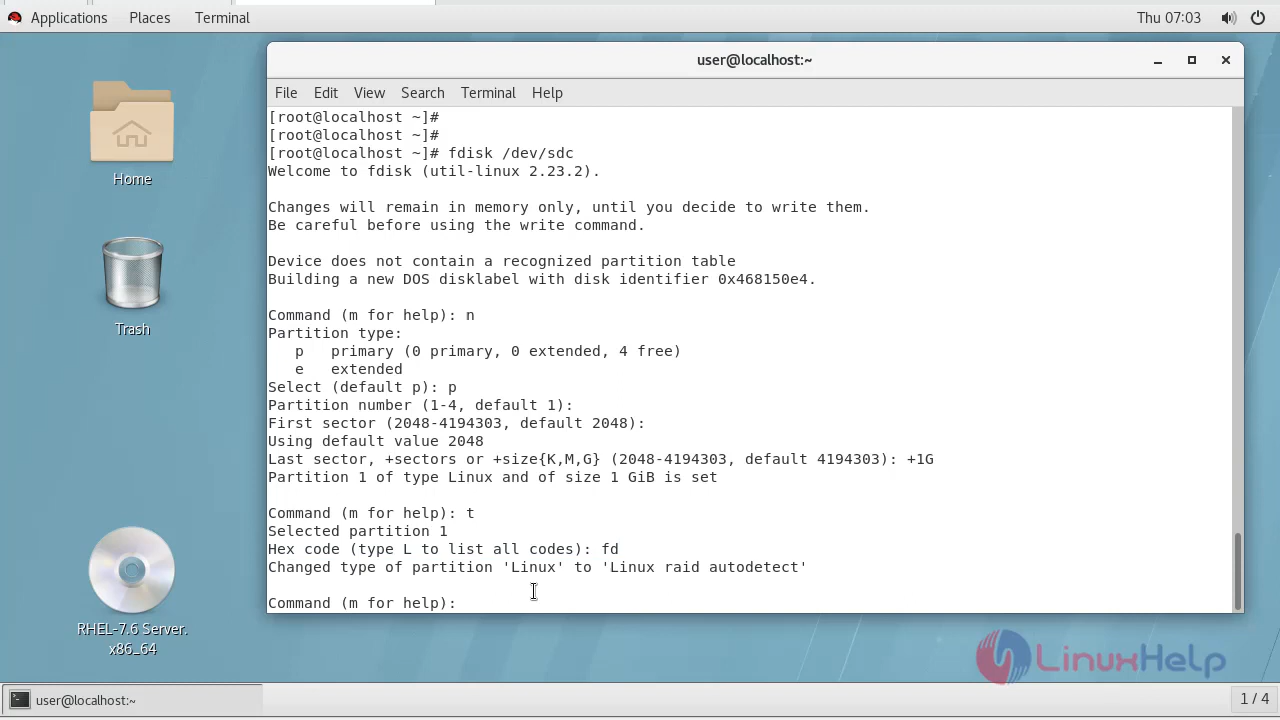 Applications Places Terminal Thu 07:03
user@localhost:~
File Edit View Search Terminal Help
[root@localhost ~]#
[root@localhost ~]#
[root@localhost ~]# fdisk /dev/sdc
Welcome to fdisk (util-linux 2.23.2).
Changes will remain in memory only, until you decide to write them.
Be careful before using the write command.
Device does not contain a recognized partition table
Building a new DOS disklabel with disk identifier 0x468150e4.
Command (m for help): n
Partition type:
   p   primary (0 primary, 0 extended, 4 free)
   e   extended
Select (default p): p
Partition number (1-4, default 1):
First sector (2048-4194303, default 2048):
Using default value 2048
Last sector, +sectors or +size{K,M,G} (2048-4194303, default 4194303): +1G
Partition 1 of type Linux and of size 1 GiB is set
Command (m for help): t
Selected partition 1
Hex code (type L to list all codes): fd
Changed type of partition 'Linux' to 'Linux raid autodetect'
Command (m for help):
Home
Trash
RHEL-7.6 Server.
x86_64
LinuxHelp
user@localhost:~
1 / 4